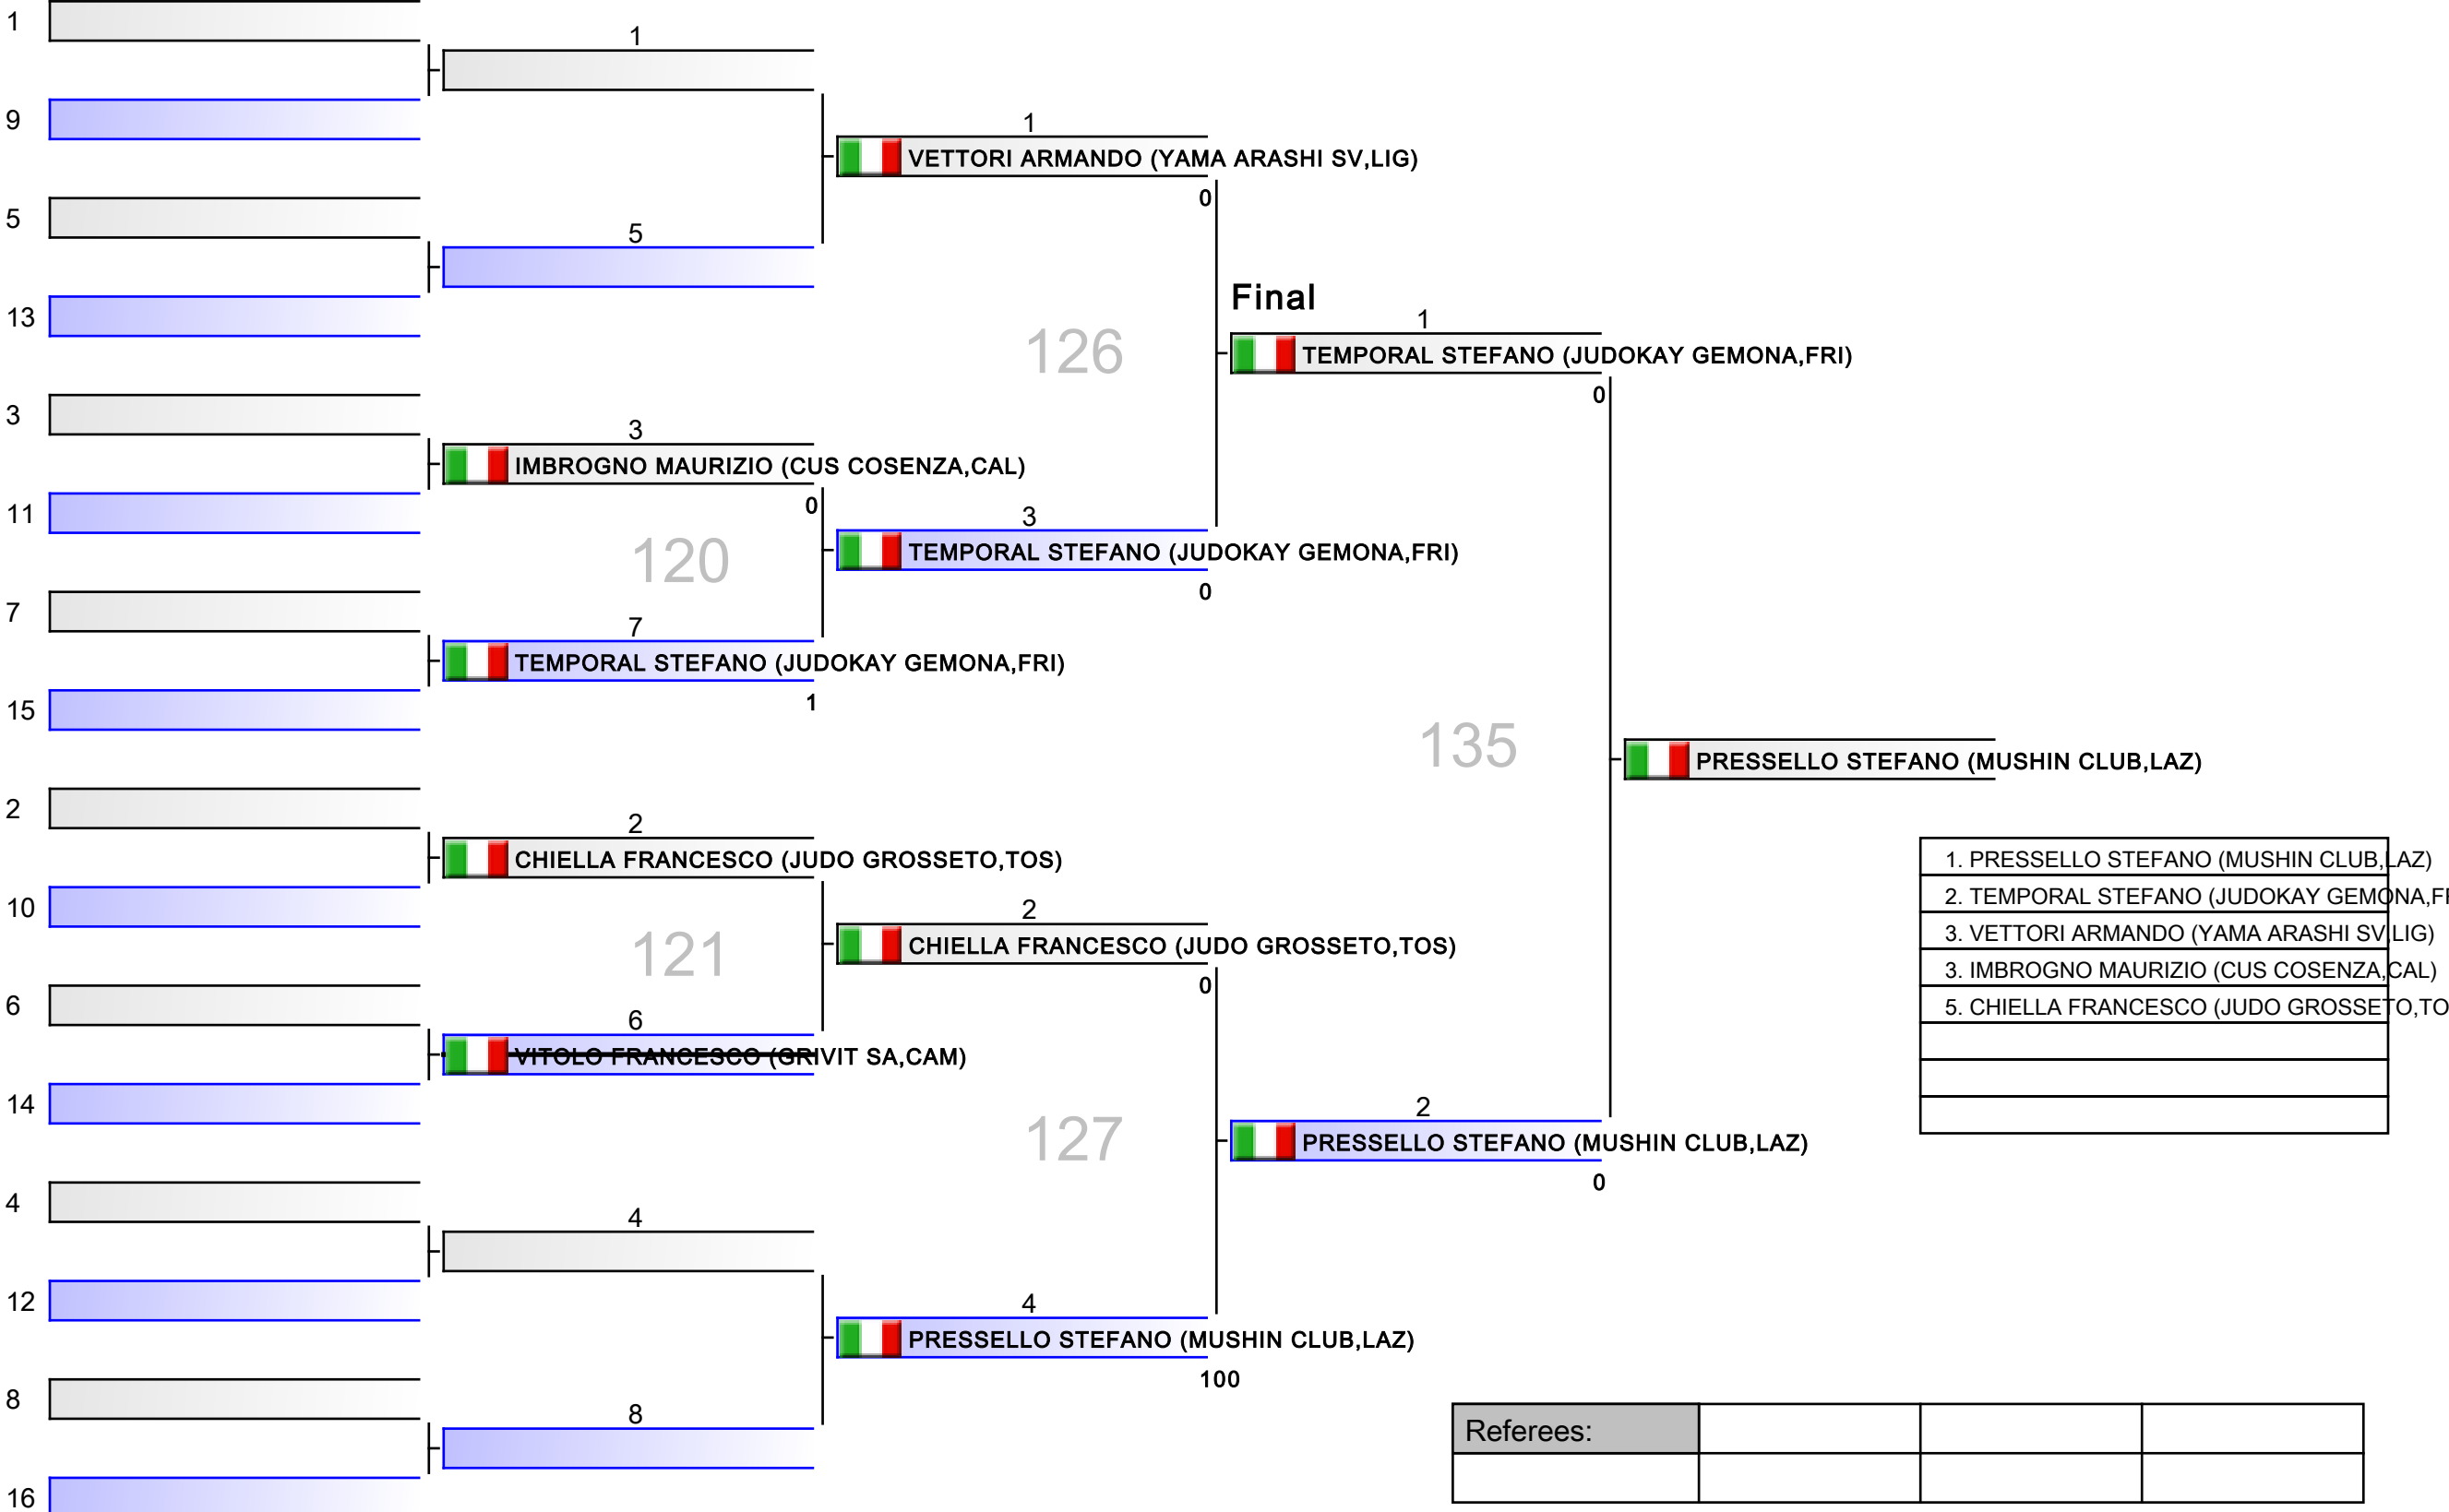 1
9
5
13
3
11
7
15
2
10
6
14
4
12
8
16
1
5
3
IMBROGNO MAURIZIO (CUS COSENZA,CAL)
0
120
7
TEMPORAL STEFANO (JUDOKAY GEMONA,FRI)
1
2
CHIELLA FRANCESCO (JUDO GROSSETO,TOS)
121
6
VITOLO FRANCESCO (GRIVIT SA,CAM)
4
8
1
VETTORI ARMANDO (YAMA ARASHI SV,LIG)
0
126
3
TEMPORAL STEFANO (JUDOKAY GEMONA,FRI)
0
2
CHIELLA FRANCESCO (JUDO GROSSETO,TOS)
0
127
4
PRESSELLO STEFANO (MUSHIN CLUB,LAZ)
100
Final
1
TEMPORAL STEFANO (JUDOKAY GEMONA,FRI)
0
135
2
PRESSELLO STEFANO (MUSHIN CLUB,LAZ)
0
PRESSELLO STEFANO (MUSHIN CLUB,LAZ)
1. PRESSELLO STEFANO (MUSHIN CLUB,LAZ)
2. TEMPORAL STEFANO (JUDOKAY GEMONA,F
3. VETTORI ARMANDO (YAMA ARASHI SV,LIG)
3. IMBROGNO MAURIZIO (CUS COSENZA,CAL)
5. CHIELLA FRANCESCO (JUDO GROSSETO,TO
Referees: